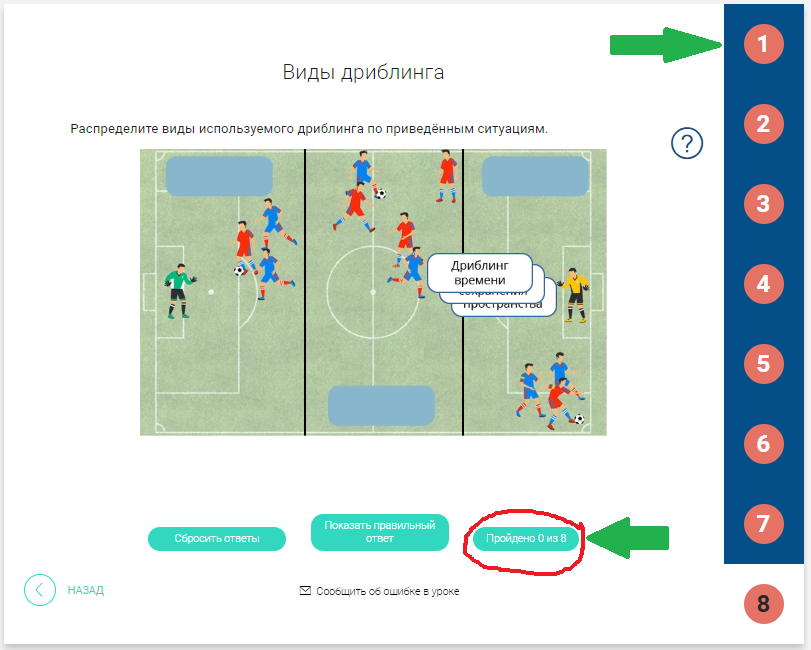 Виды дриблинга
1
Распределите виды используемого дриблинга по приведённым ситуациям.
?
2
3
Дриблинг
времени
сохранения
пространства
4
5
6
7
Сбросить ответы
Показать правильный
ответ
Пройдено 0 из 8
НАЗАД
Сообщить об ошибке в уроке
8